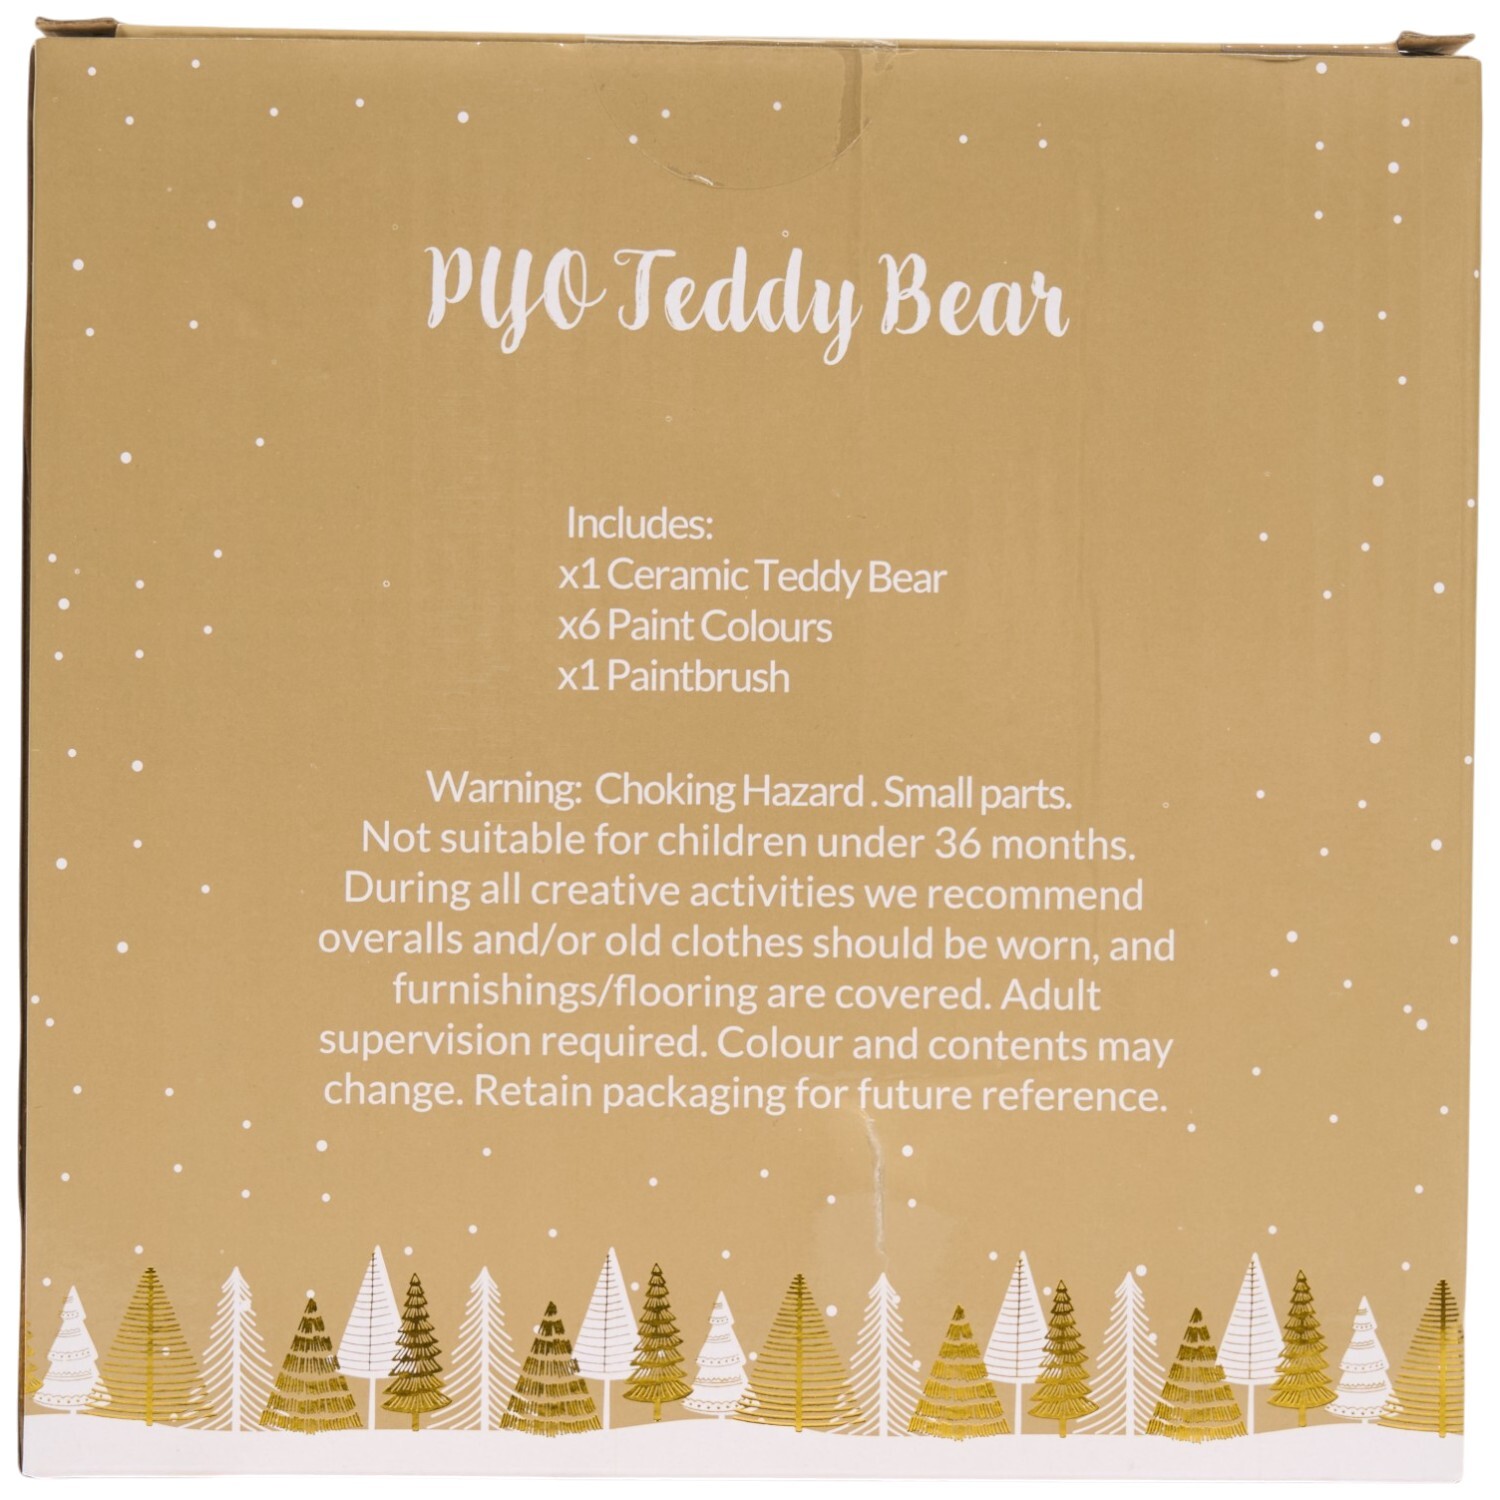 PYO Teddy Bear
Includes:
x1 Ceramic Teddy Bear
x6 Paint Colours
x1 Paintbrush
Warning: Choking Hazard . Small parts.
Not suitable for children under 36 months.
During all creative activities we recommend
overalls and/or old clothes should be worn, and
furnishings/flooring are covered. Adult
supervision required. Colour and contents may
change. Retain packaging for future reference.